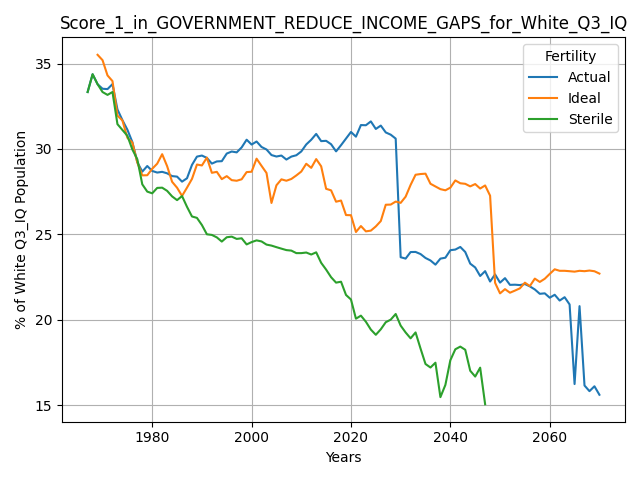 Score_1_in_GOVERNMENT_REDUCE_INCOME_GAPS_for_White_Q3_IQ
Fertility
Actual
Ideal
Sterile
% of White Q3_IQ Population
35
30
25
20
15
1980
2000
2020
2040
2060
Years